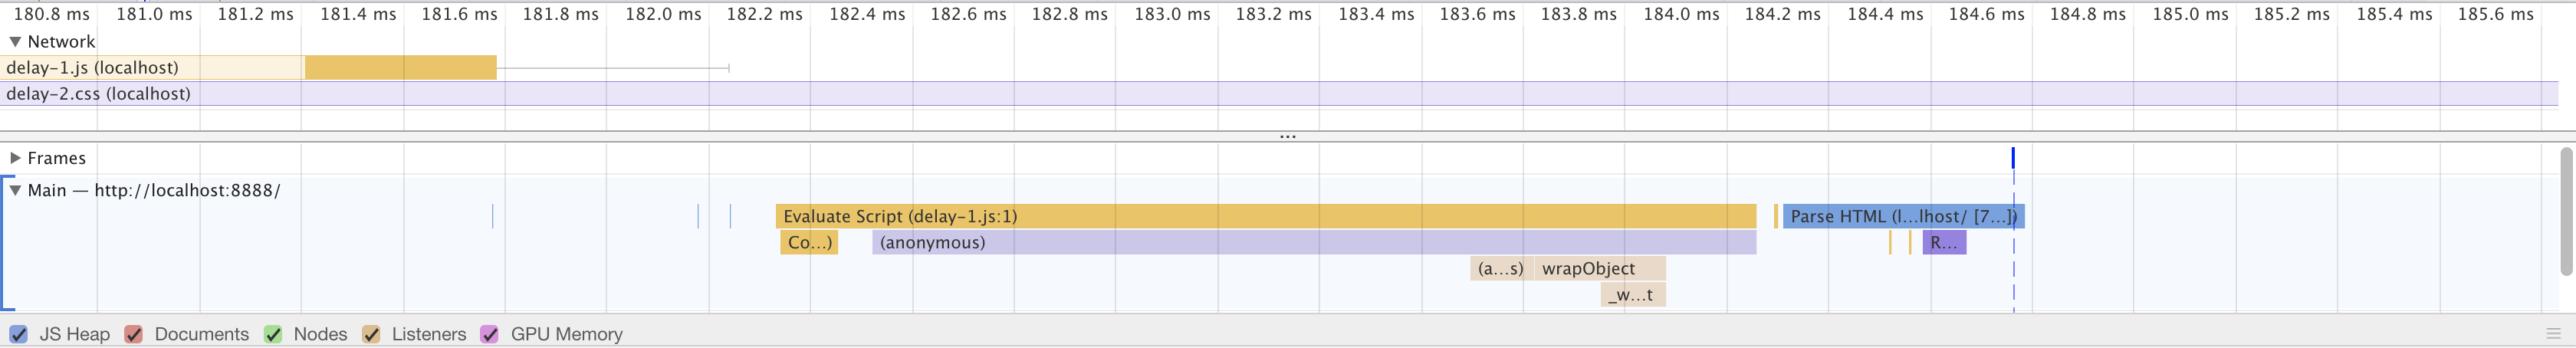 180.8 ms 181.0 ms 181.2 ms 181.4 ms 181.6 ms 181.8 ms 182.0 ms 182.2 ms 182.4 ms 182.6 ms 182.8 ms 183.0 ms 183.2 ms 183.4 ms 183.6 ms 183.8 ms 184.0 ms 184.2 ms 184.4 ms 184.6 ms 184.8 ms 185.0 ms 185.2 ms 185.4 ms 185.6 ms
Network
delay-1.js (localhost)
delay-2.css (localhost)
...
Frames
Main — http://localhost:8888/
Evaluate Script (delay-1.js:1) Parse HTML (l...lhost/ [7...])
Co...) (anonymous) R...
(a...s) wrapObject
_w...t
JS Heap Documents Nodes Listeners GPU Memory